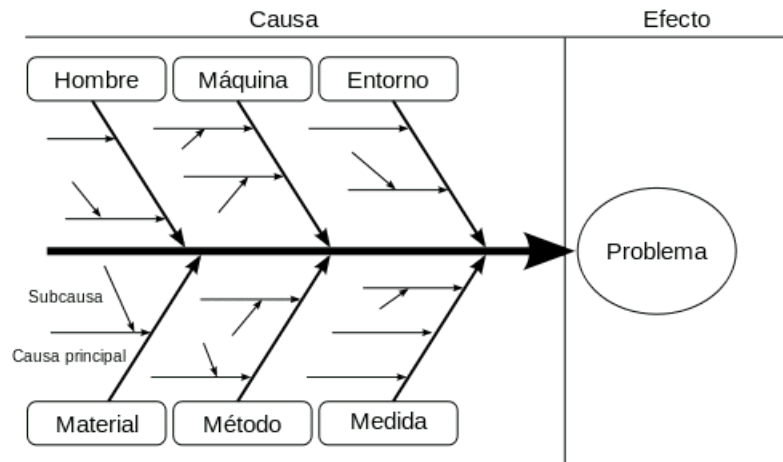 Causa
Efecto
Hombre
Máquina
Entorno
Problema
Subcausa
Causa principal
Material
Método
Medida